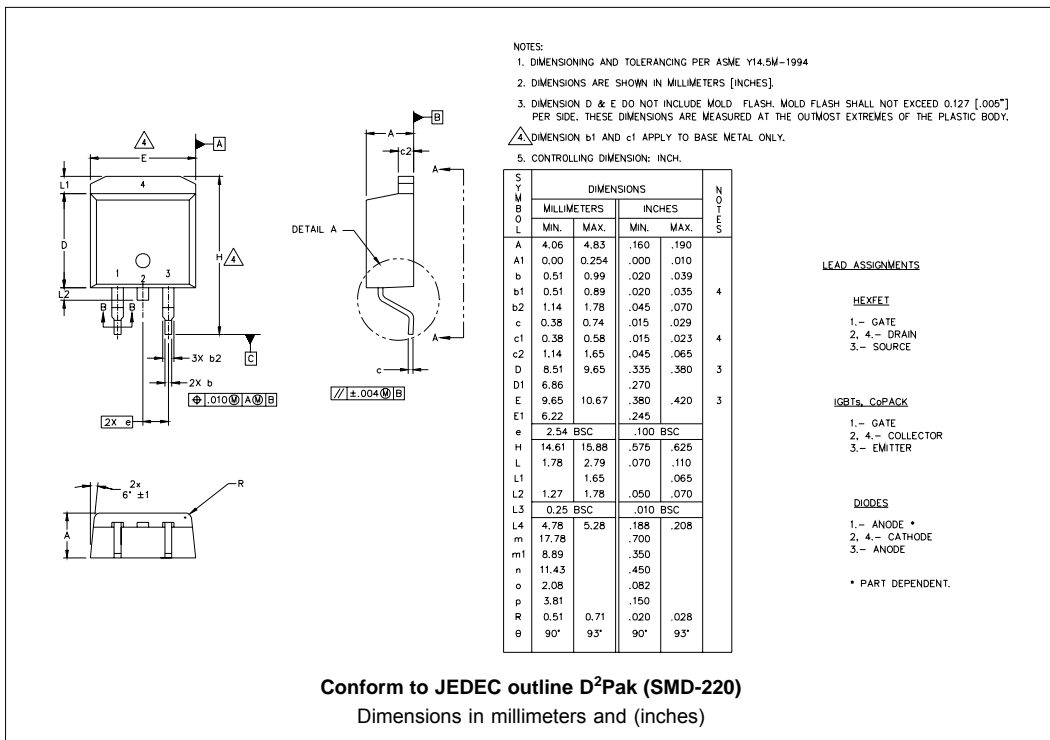 NOTES:
1. DIMENSIONING AND TOLERANCING PER ASME Y14.5M-1994
2. DIMENSIONS ARE SHOWN IN MILLIMETERS [INCHES].
3. DIMENSION D & E DO NOT INCLUDE MOLD FLASH. MOLD FLASH SHALL NOT EXCEED 0.127 [.005"]
PER SIDE. THESE DIMENSIONS ARE MEASURED AT THE OUTMOST EXTREMES OF THE PLASTIC BODY.
4. DIMENSION b1 AND c1 APPLY TO BASE METAL ONLY.
5. CONTROLLING DIMENSION: INCH.
4
E
A
L1
4
D
H 4
1 2 3
L2
B B
C
3X b2
2X b
⌖ .010Ⓜ AⓂ B
2X e
A
B
c2
A
DETAIL A
A
c
// ±.004Ⓜ B
2x
6° ±1
R
A
SYMBOL DIMENSIONS NOTES
MILLIMETERS INCHES
MIN. MAX. MIN. MAX.
A 4.06 4.83 .160 .190
A1 0.00 0.254 .000 .010
b 0.51 0.99 .020 .039
b1 0.51 0.89 .020 .035 4
b2 1.14 1.78 .045 .070
c 0.38 0.74 .015 .029
c1 0.38 0.58 .015 .023 4
c2 1.14 1.65 .045 .065
D 8.51 9.65 .335 .380 3
D1 6.86 .270
E 9.65 10.67 .380 .420 3
E1 6.22 .245
e 2.54 BSC .100 BSC
H 14.61 15.88 .575 .625
L 1.78 2.79 .070 .110
L1 1.65 .065
L2 1.27 1.78 .050 .070
L3 0.25 BSC .010 BSC
L4 4.78 5.28 .188 .208
m 17.78 .700
m1 8.89 .350
n 11.43 .450
o 2.08 .082
p 3.81 .150
R 0.51 0.71 .020 .028
θ 90° 93° 90° 93°
LEAD ASSIGNMENTS
HEXFET
1.- GATE
2, 4.- DRAIN
3.- SOURCE
IGBTs, CoPACK
1.- GATE
2, 4.- COLLECTOR
3.- EMITTER
DIODES
1.- ANODE *
2, 4.- CATHODE
3.- ANODE
* PART DEPENDENT.
Conform to JEDEC outline D²Pak (SMD-220)
Dimensions in millimeters and (inches)